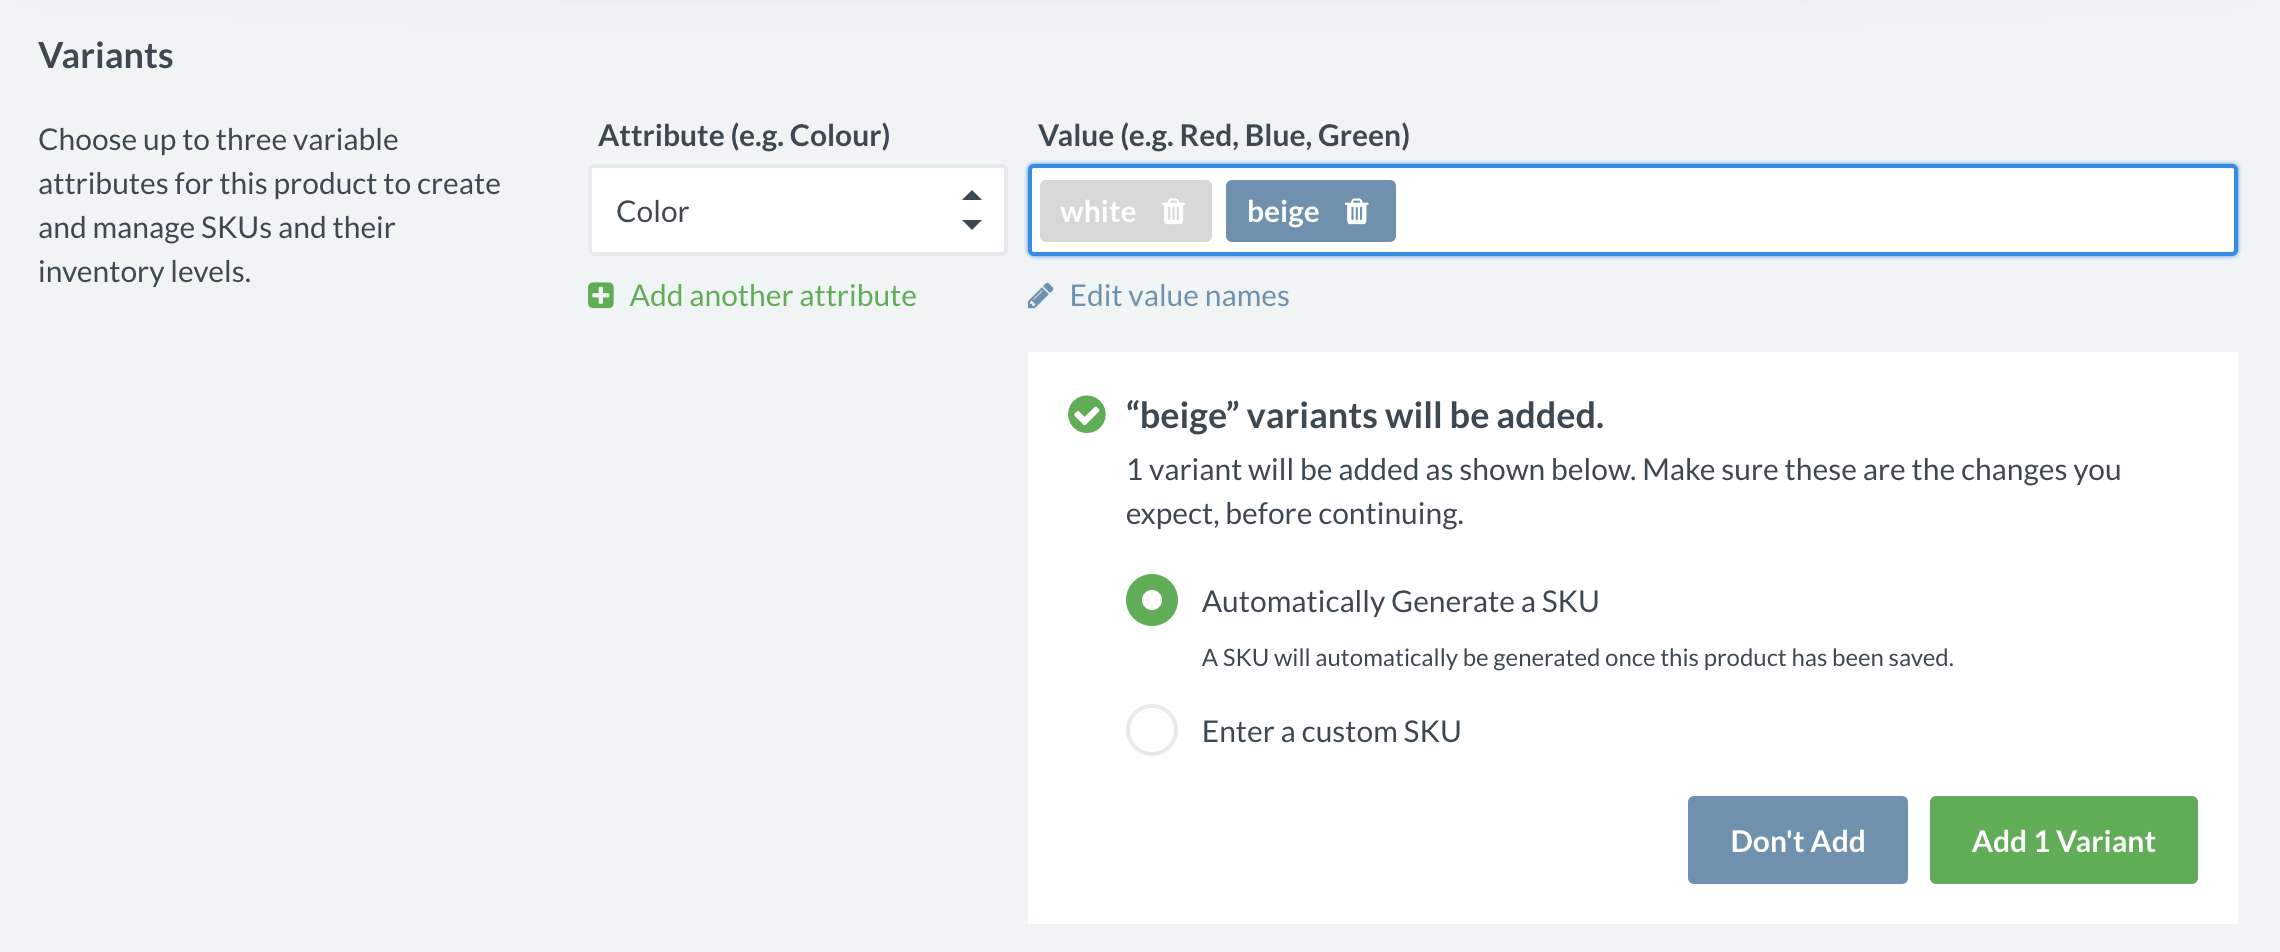 Variants
Choose up to three variable
attributes for this product to create
and manage SKUs and their
inventory levels.
Attribute (e.g. Colour)
Color
Add another attribute
Value (e.g. Red, Blue, Green)
white beige
Edit value names
“beige” variants will be added.
1 variant will be added as shown below. Make sure these are the changes you
expect, before continuing.
Automatically Generate a SKU
A SKU will automatically be generated once this product has been saved.
Enter a custom SKU
Don't Add Add 1 Variant